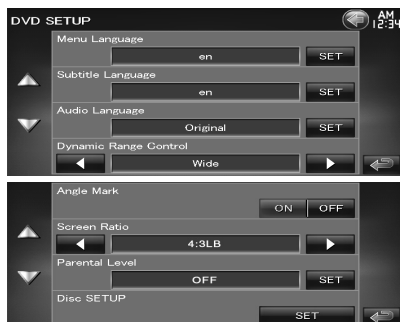 DVD SETUP
AM
12:34
Menu Language
en
SET
Subtitle Language
en
SET
Audio Language
Original
SET
Dynamic Range Control
Wide
Angle Mark
ON OFF
Screen Ratio
4:3LB
Parental Level
OFF
SET
Disc SETUP
SET